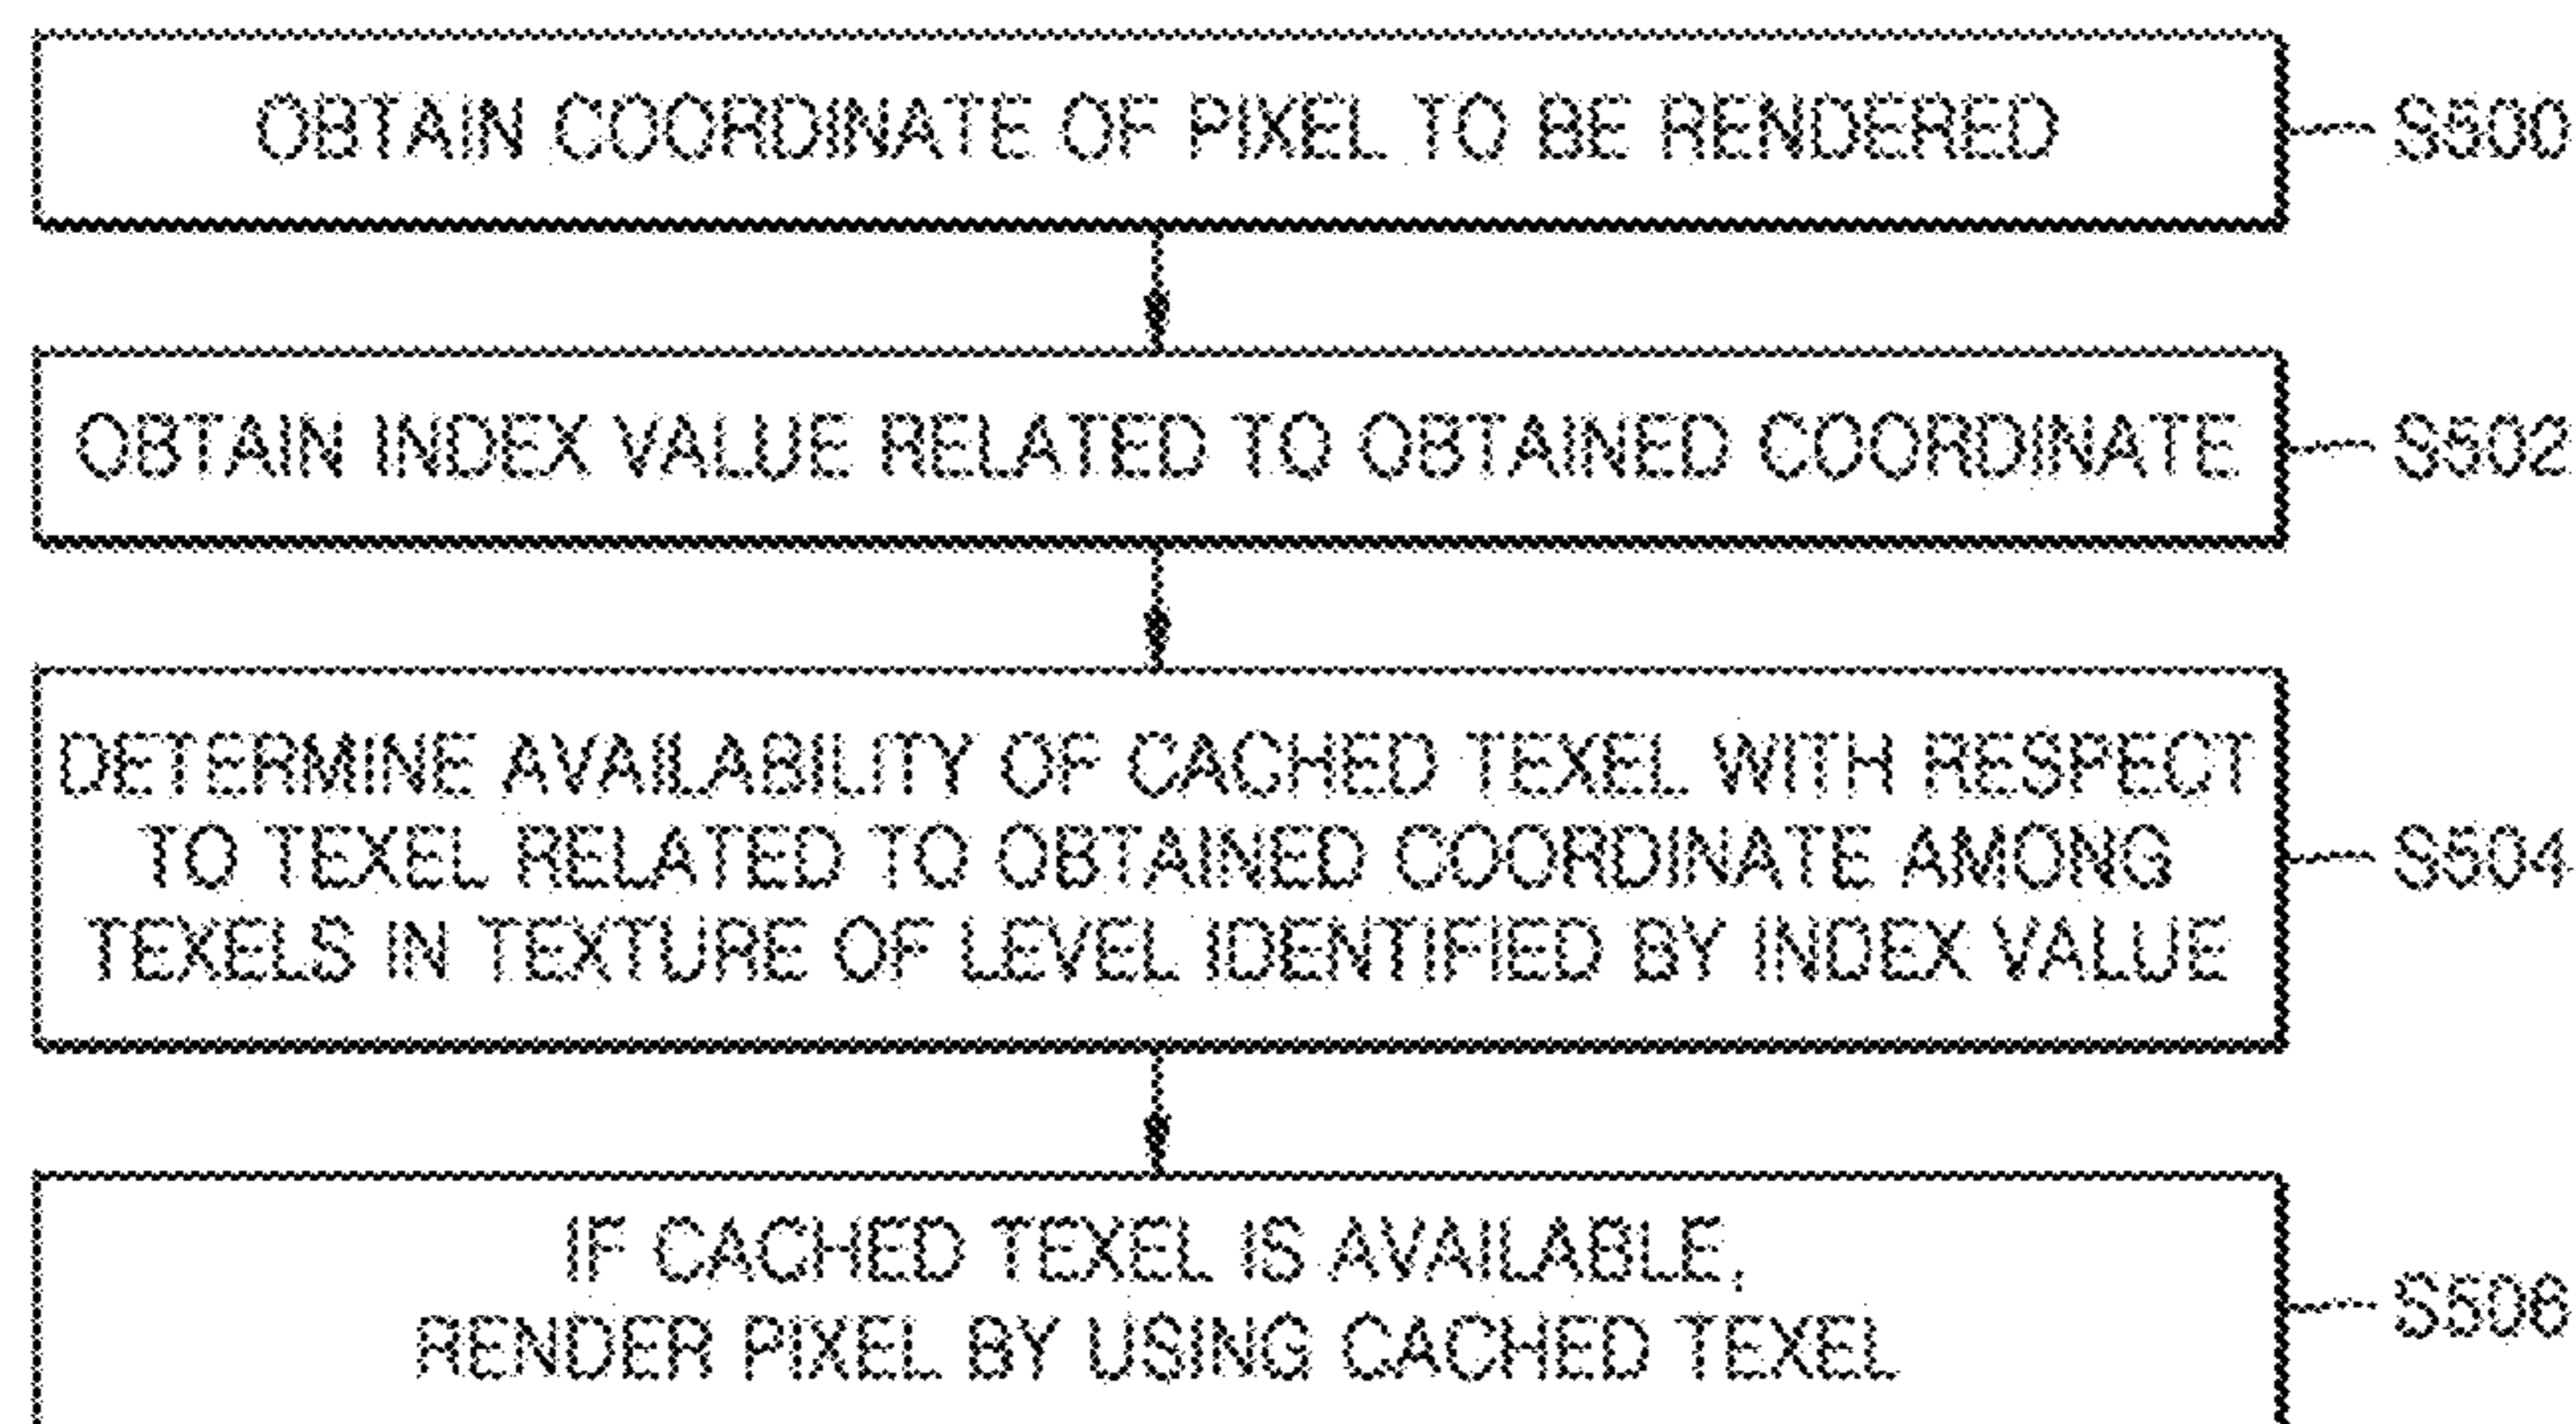 OBTAIN COORDINATE OF PIXEL TO BE RENDERED
S500
OBTAIN INDEX VALUE RELATED TO OBTAINED COORDINATE
S502
DETERMINE AVAILABILITY OF CACHED TEXEL WITH RESPECT
TO TEXEL RELATED TO OBTAINED COORDINATE AMONG
TEXELS IN TEXTURE OF LEVEL IDENTIFIED BY INDEX VALUE
S504
IF CACHED TEXEL IS AVAILABLE,
RENDER PIXEL BY USING CACHED TEXEL
S506